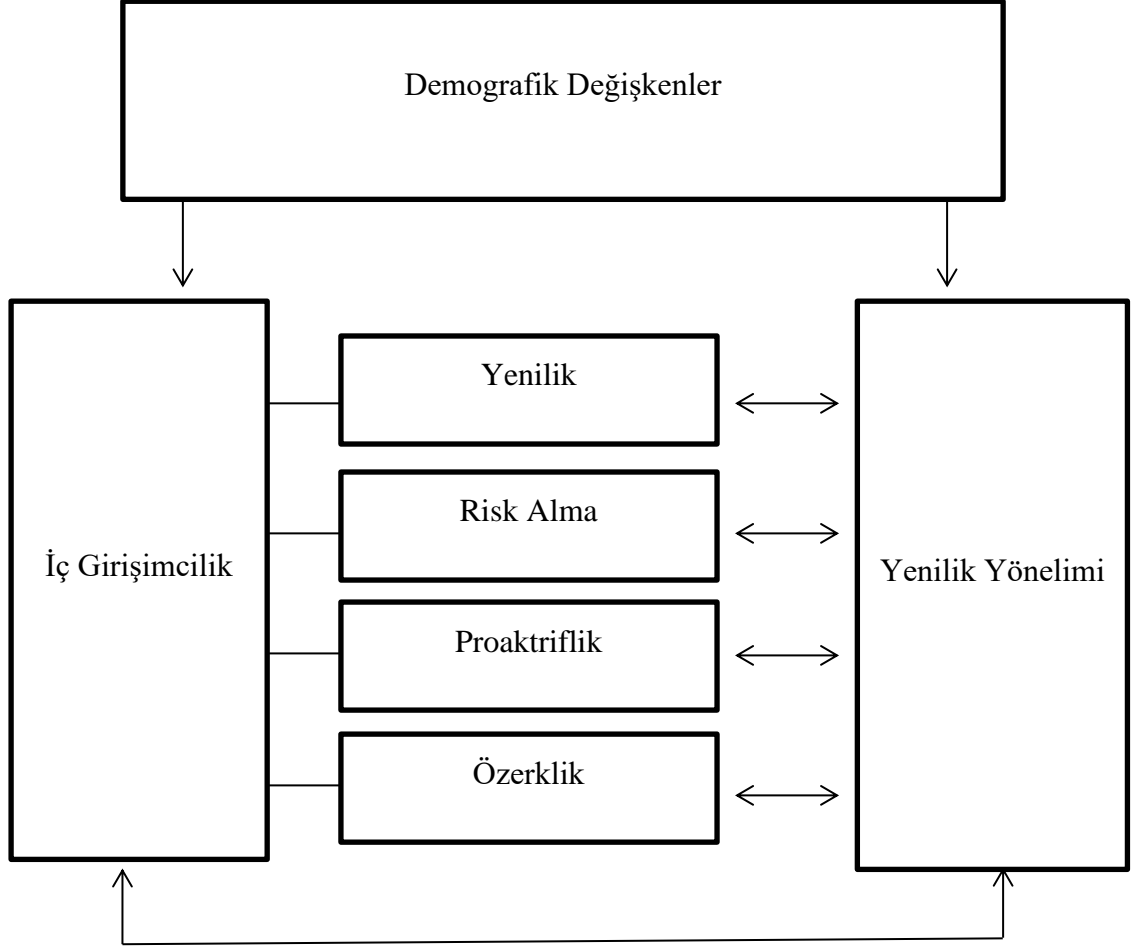 Demografik Değişkenler
Yenilik
Risk Alma
İç Girişimcilik
Yenilik Yönelimi
Proaktriflik
Özerklik